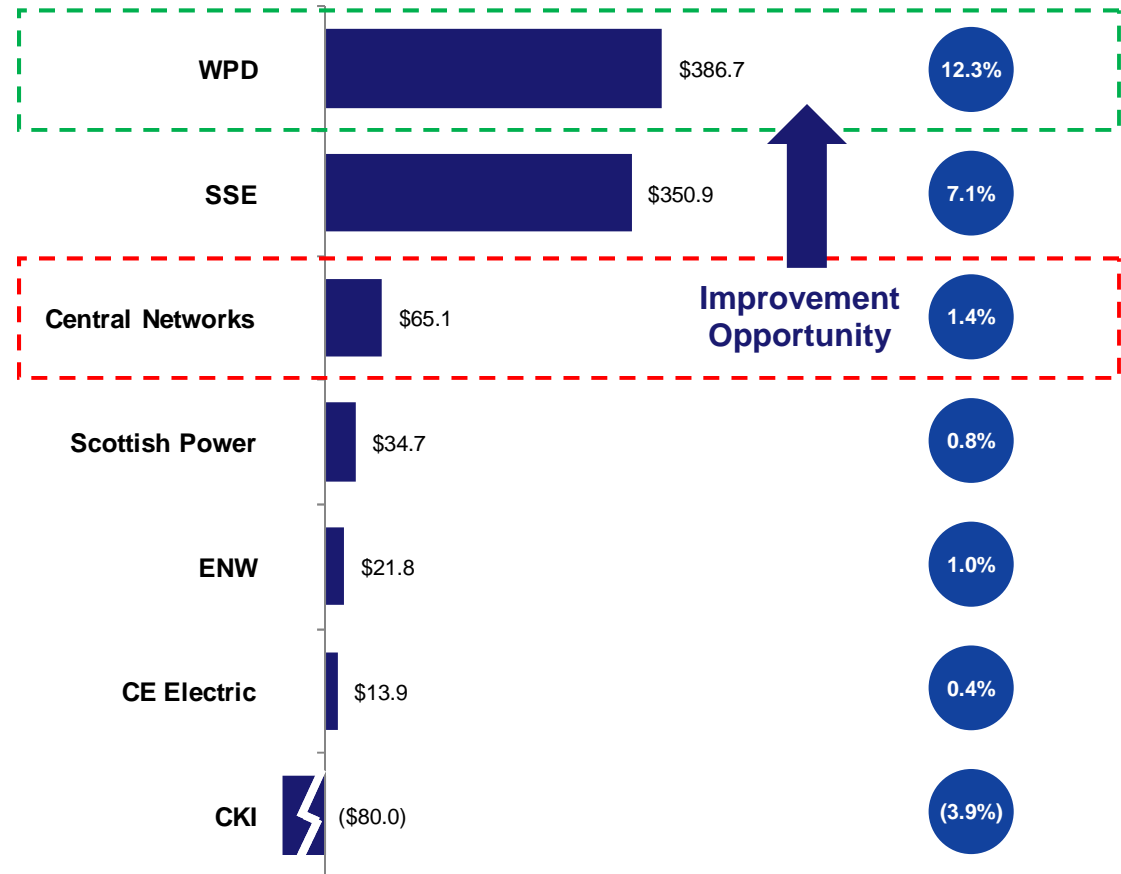 WPD $386.7 12.3%
SSE $350.9 7.1%
Central Networks $65.1 1.4%
Improvement
Opportunity
Scottish Power $34.7 0.8%
ENW $21.8 1.0%
CE Electric $13.9 0.4%
CKI ($80.0) (3.9%)